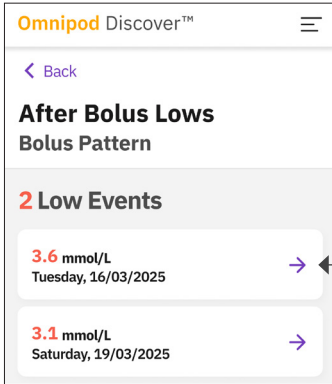 Omnipod Discover™
Back
After Bolus Lows
Bolus Pattern
2 Low Events
3.6 mmol/L
Tuesday, 16/03/2025
3.1 mmol/L
Saturday, 19/03/2025